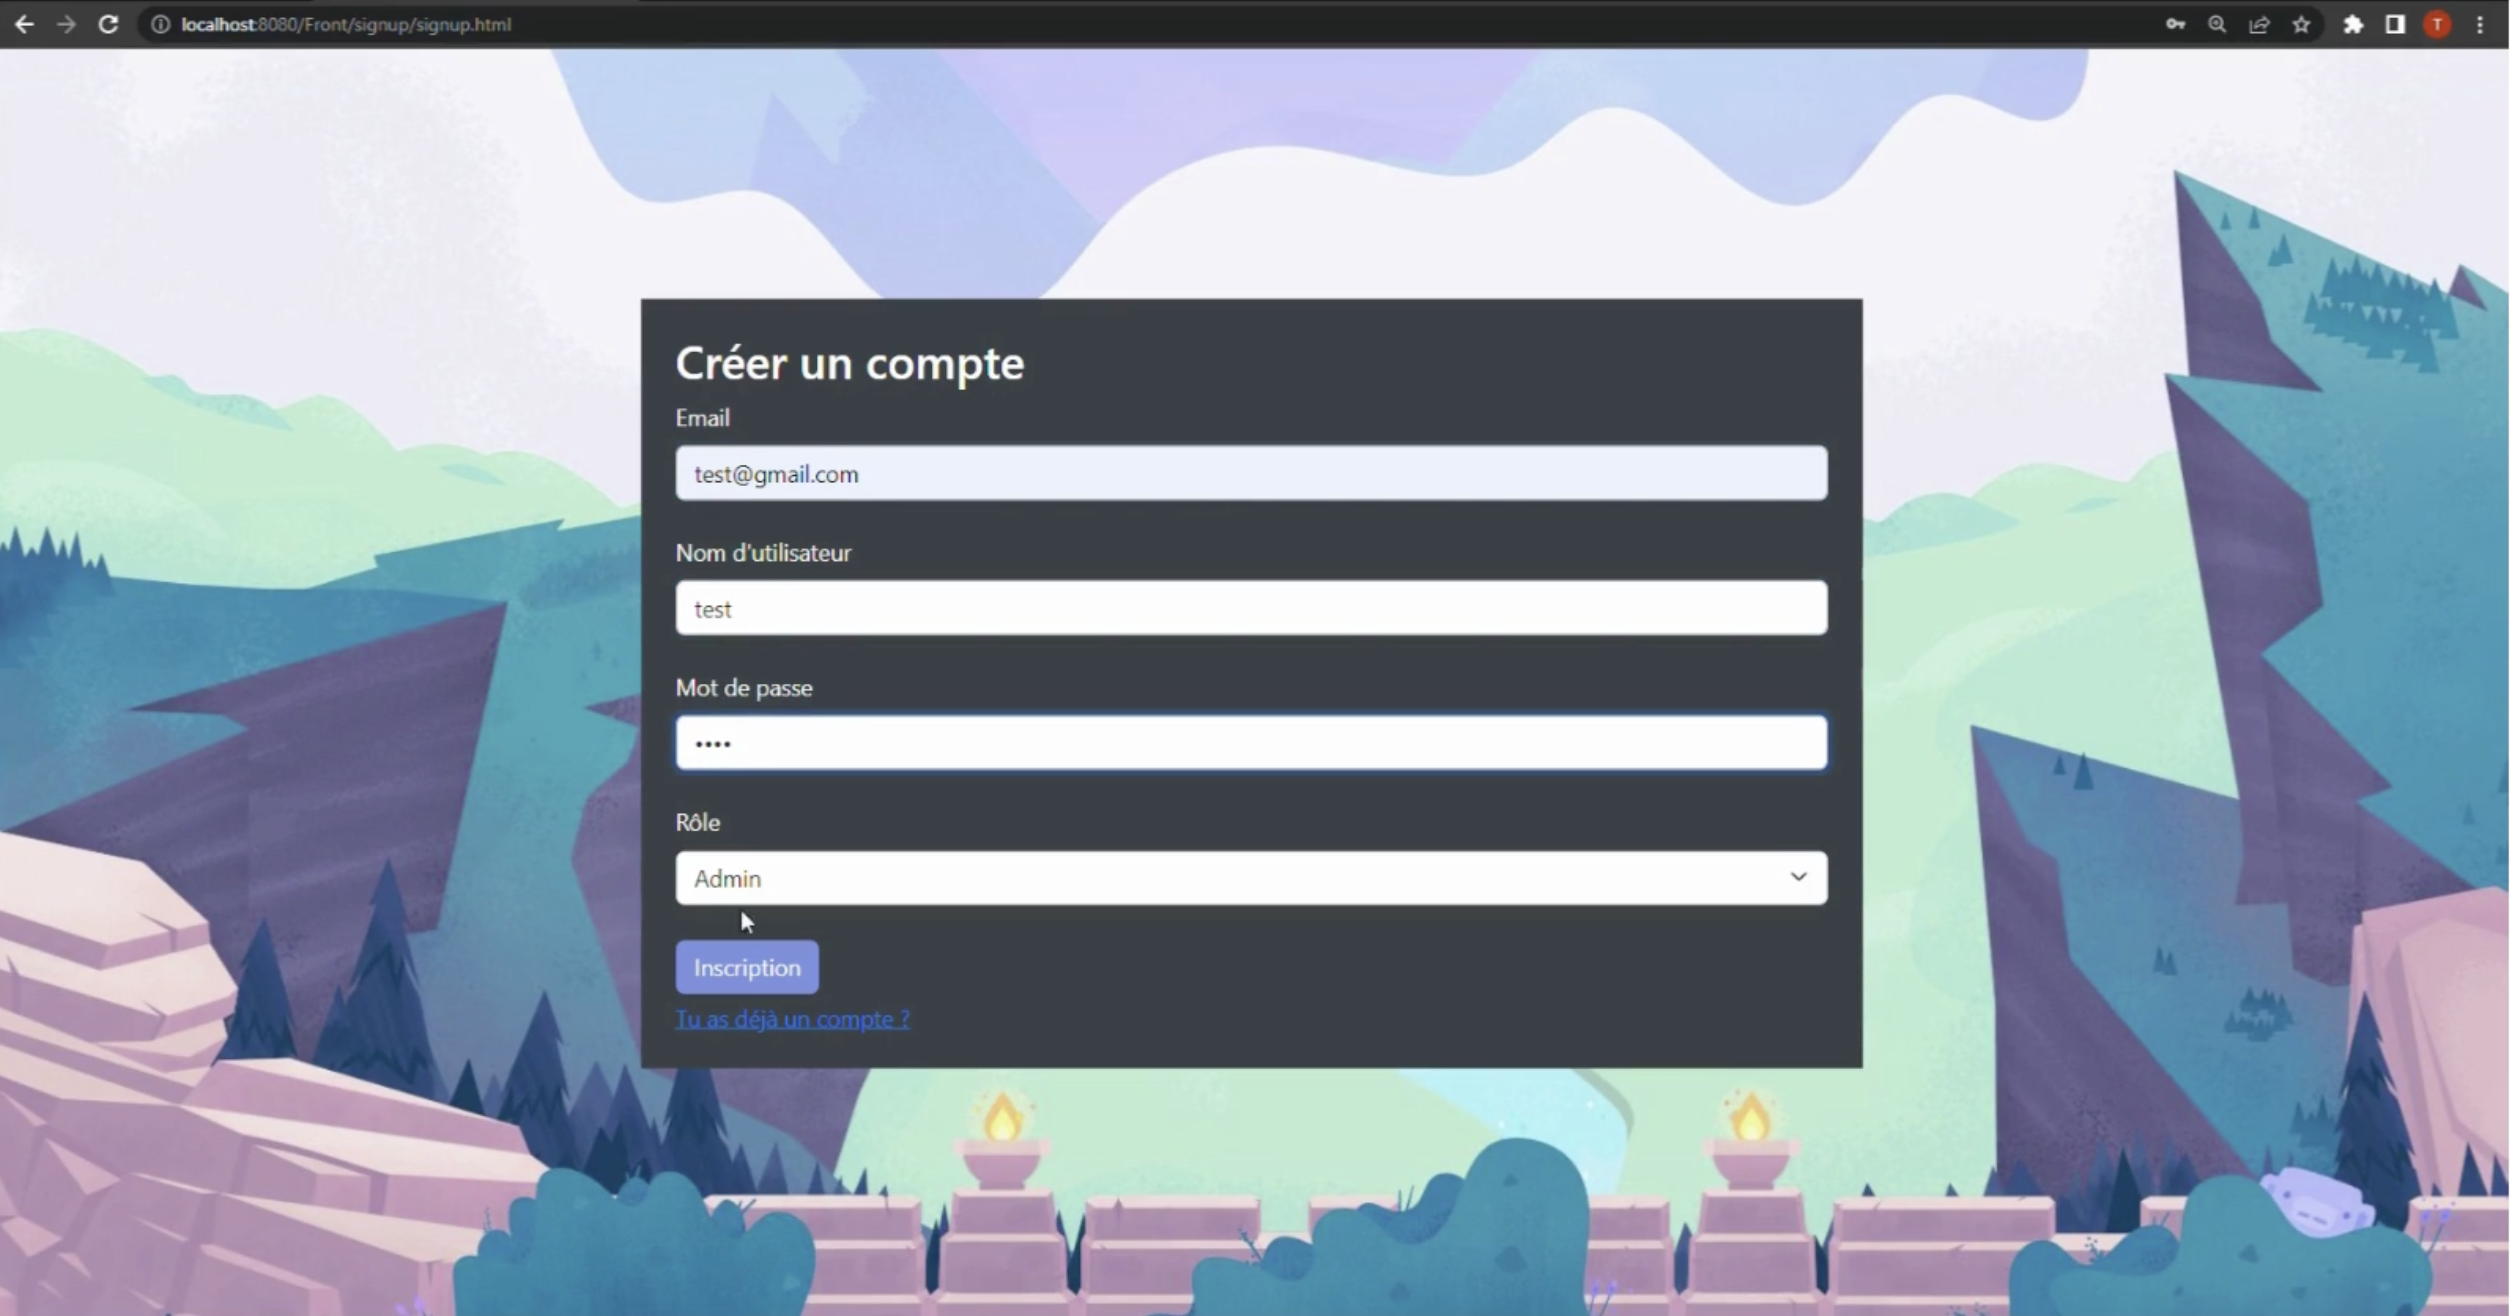 localhost:8080/Front/signup/signup.html
T
Créer un compte
Email
test@gmail.com
Nom d'utilisateur
test
Mot de passe
••••
Rôle
Admin
Inscription
Tu as déjà un compte ?